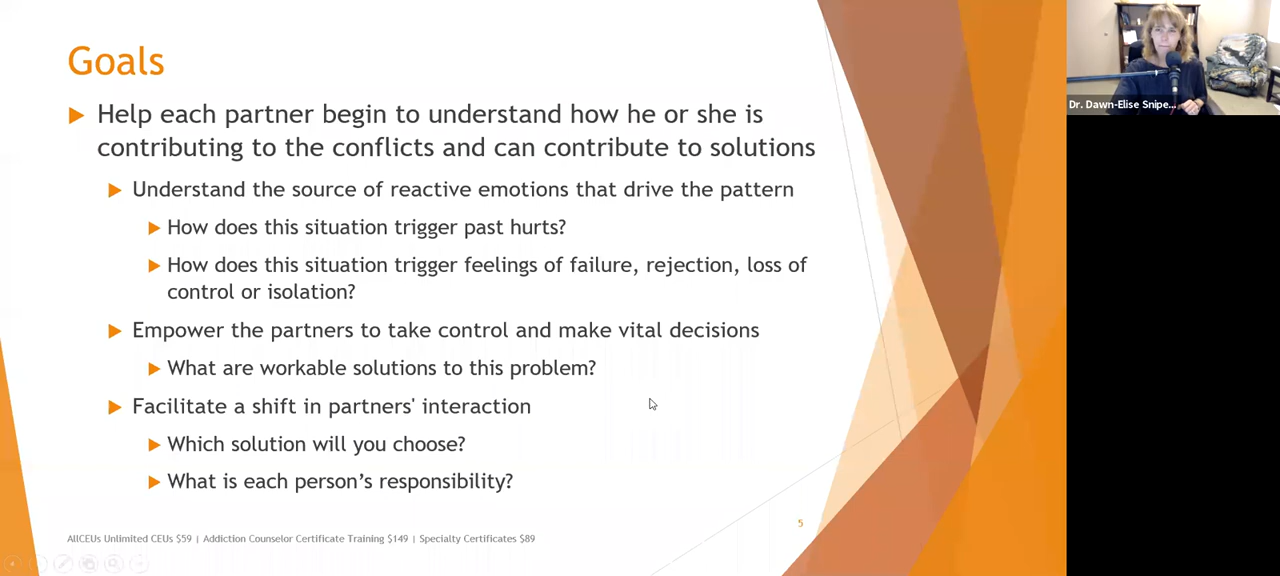 Goals
Help each partner begin to understand how he or she is
contributing to the conflicts and can contribute to solutions
Understand the source of reactive emotions that drive the pattern
How does this situation trigger past hurts?
How does this situation trigger feelings of failure, rejection, loss of
control or isolation?
Empower the partners to take control and make vital decisions
What are workable solutions to this problem?
Facilitate a shift in partners' interaction
Which solution will you choose?
What is each person’s responsibility?
5
AllCEUs Unlimited CEUs $59 | Addiction Counselor Certificate Training $149 | Specialty Certificates $89
Dr. Dawn-Elise Snipe...